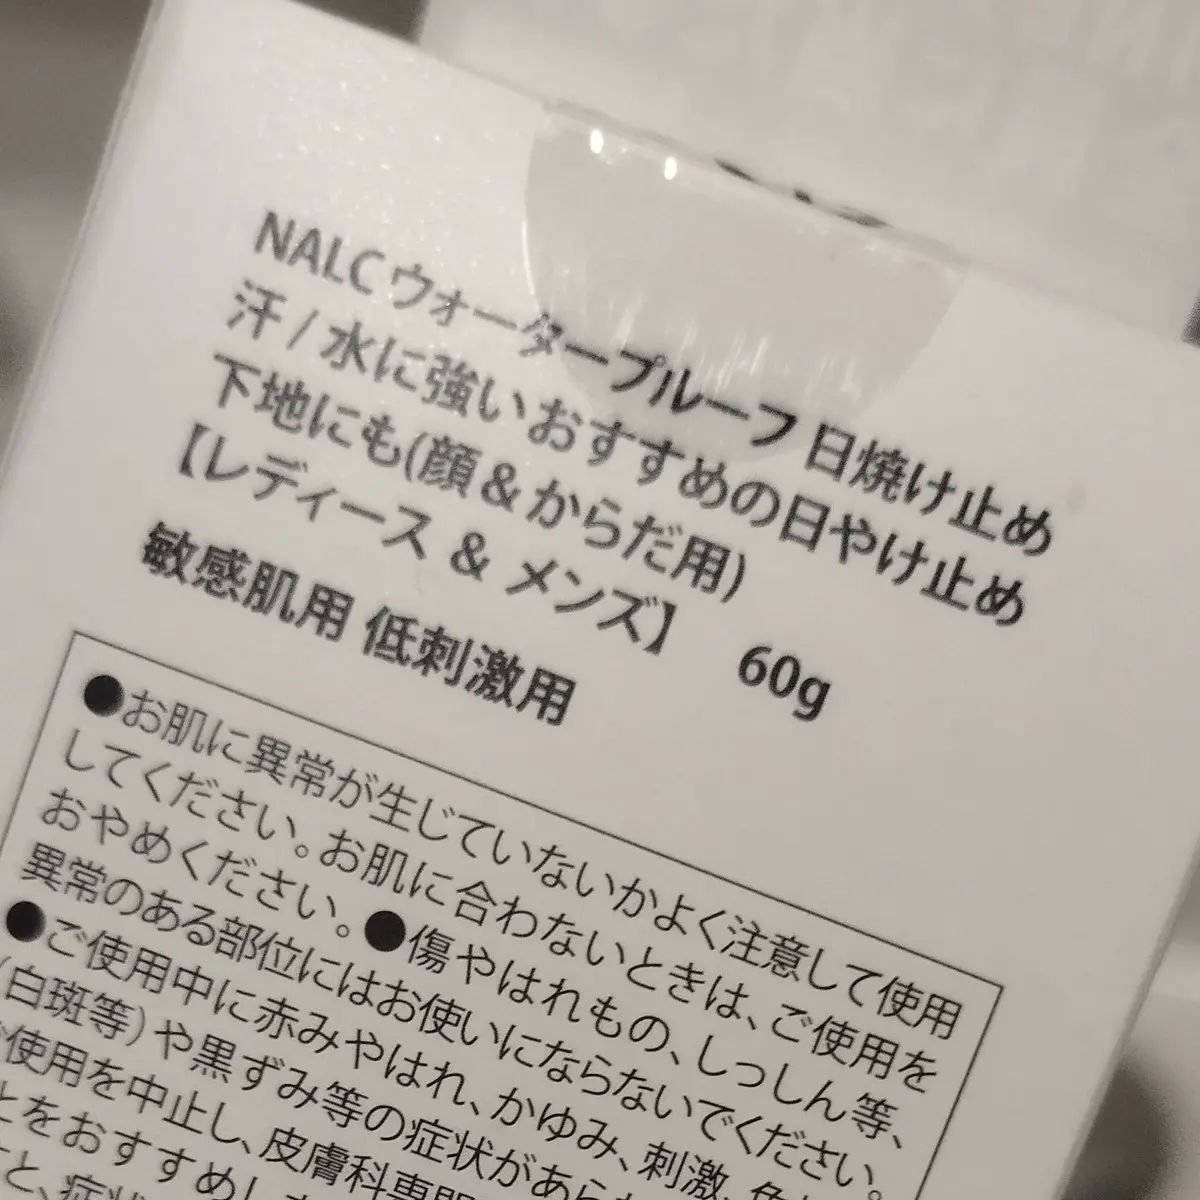 NALC ウォータープルーフ 日焼け止め
汗 / 水に強いおすすめの日やけ止め
下地にも(顔&からだ用)
【レディース & メンズ】 60g
敏感肌用 低刺激用
●お肌に異常が生じていないかよく注意して使用
してください。お肌に合わないときは、ご使用を
おやめください。●傷やはれもの、しっしん等、
異常のある部位にはお使いにならないでください。
●ご使用中に赤みやはれ、かゆみ、刺激、
(白斑等)や黒ずみ等の症状があら
使用を中止し、皮膚科専門
とをおすすめし
と、症状